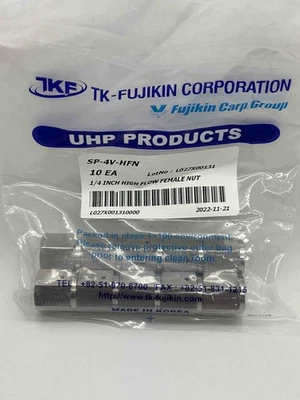 TKF TK-FUJIKIN CORPORATION
Fujikin Carp Group
UHP PRODUCTS
SP-4V-HFN
10 EA LotNo : L027X00131
1/4 INCH HIGH FLOW FEMALE NUT
L027X001310000 2022-11-21
Packed in class 1~100 environment.
Please remove protective outer bag
prior to entering clean room.
TEL : +82-51-970-6700 FAX : +82-51-831-1215
http://www.tk-fujikin.com
MADE IN KOREA